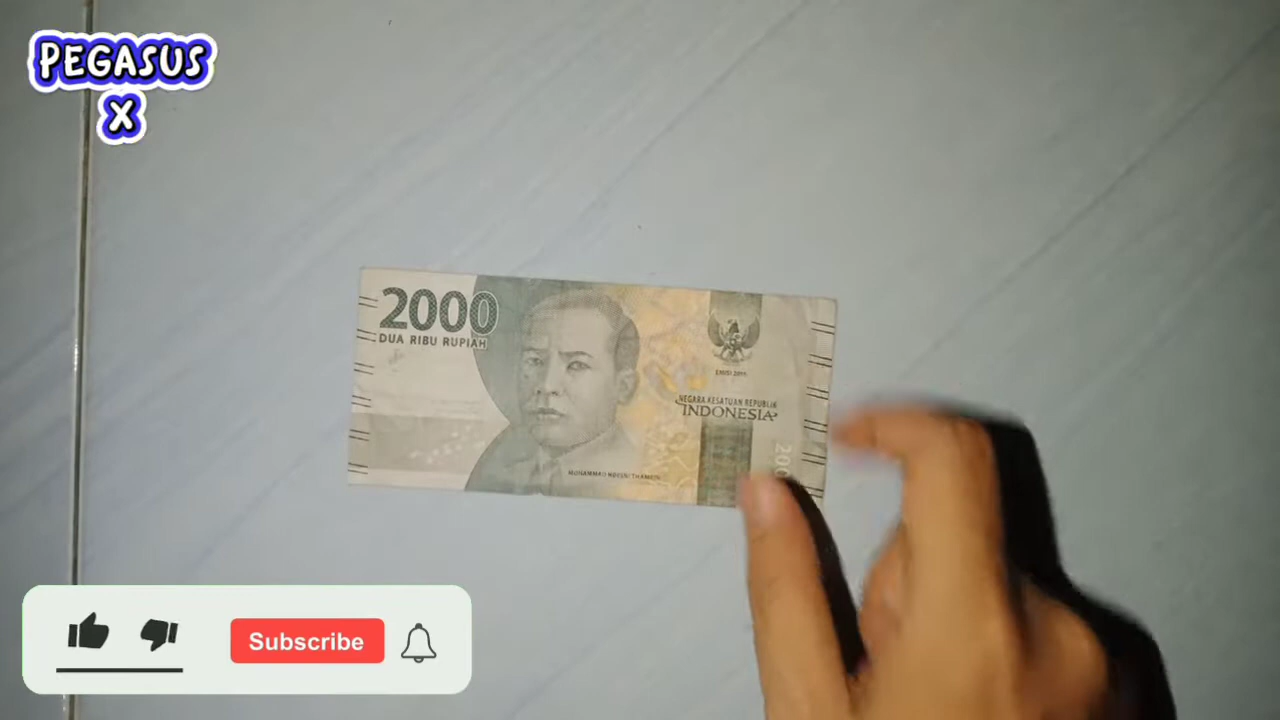 PEGASUS
X
2000
DUA RIBU RUPIAH
EMISI 2016
NEGARA KESATUAN REPUBLIK
INDONESIA
MOHAMMAD HOESNI THAMRIN
Subscribe